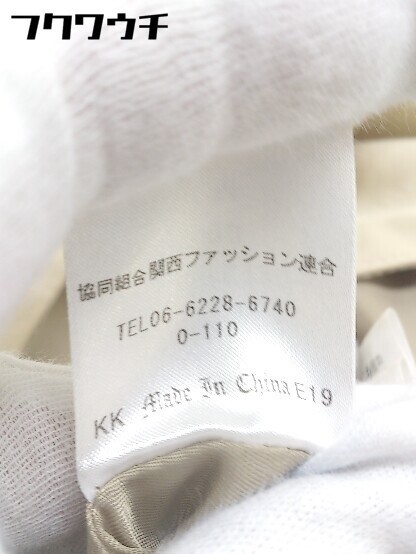 フクワウチ
協同組合関西ファッション連合
TEL06-6228-6740
0-110
KK Made In China E19